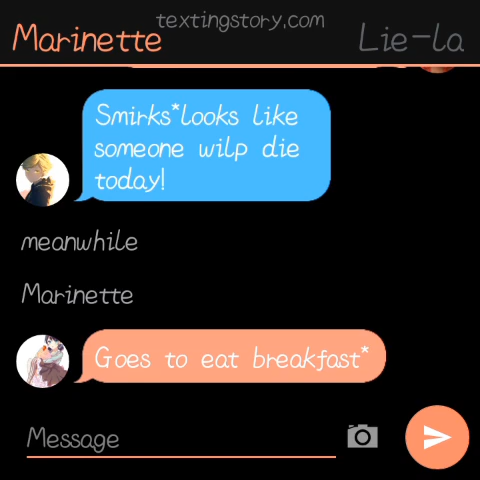 textingstory.com
Marinette
Lie-la
Smirks*looks like
someone wilp die
today!
meanwhile
Marinette
Goes to eat breakfast*
Message